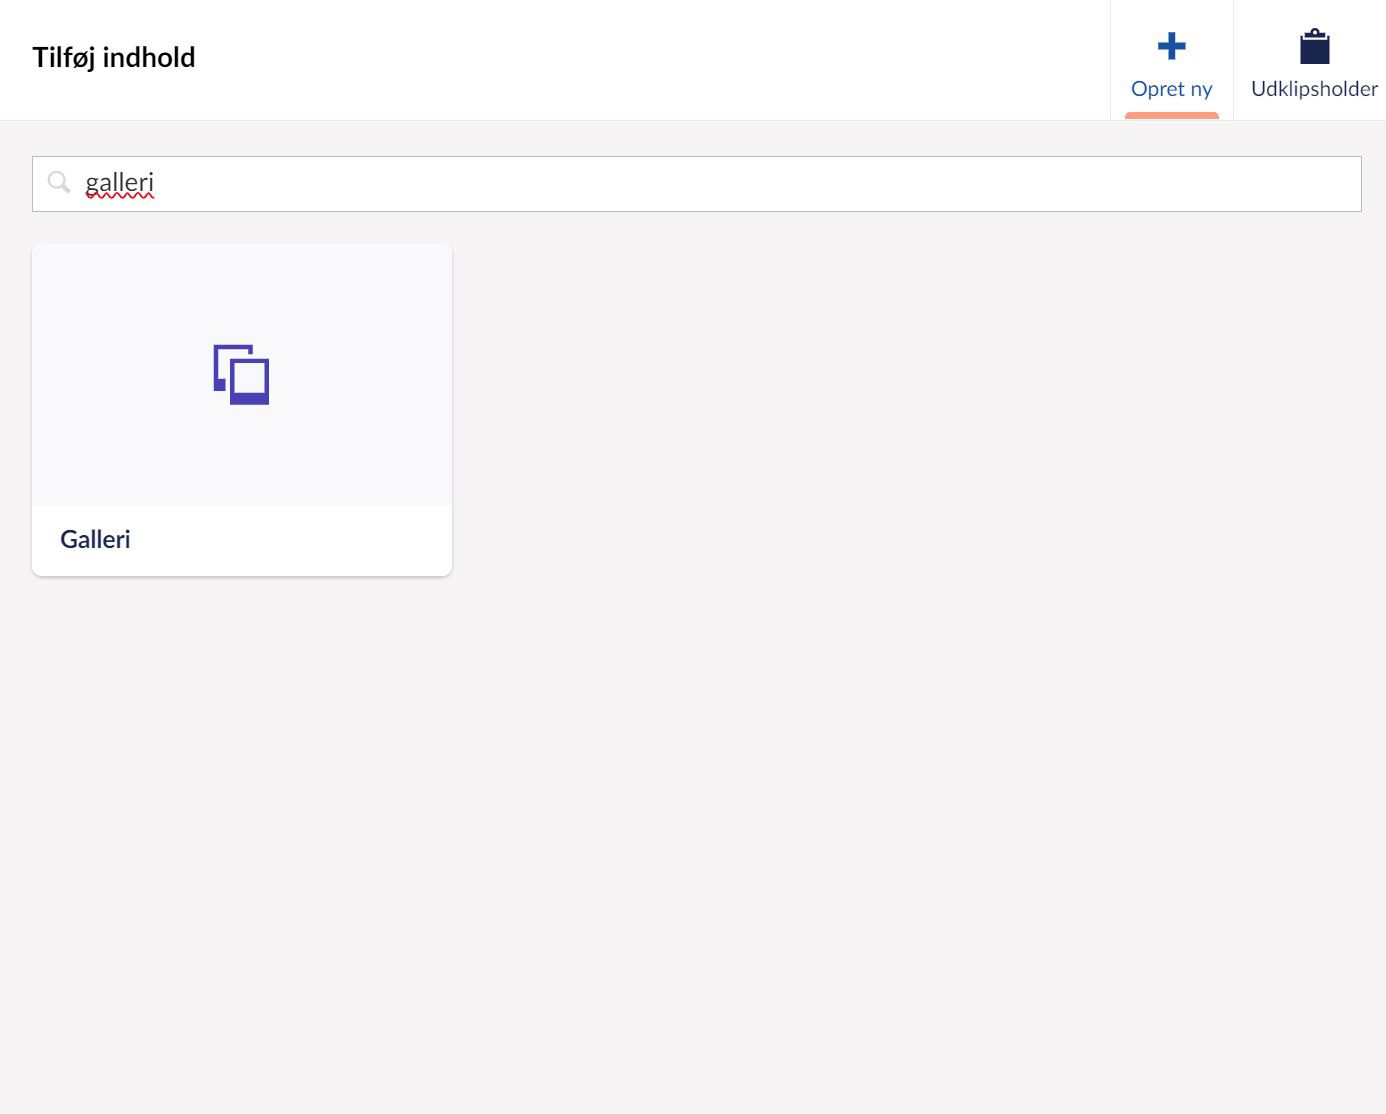 Tilføj indhold
Opret ny
Udklipsholder
galleri
Galleri